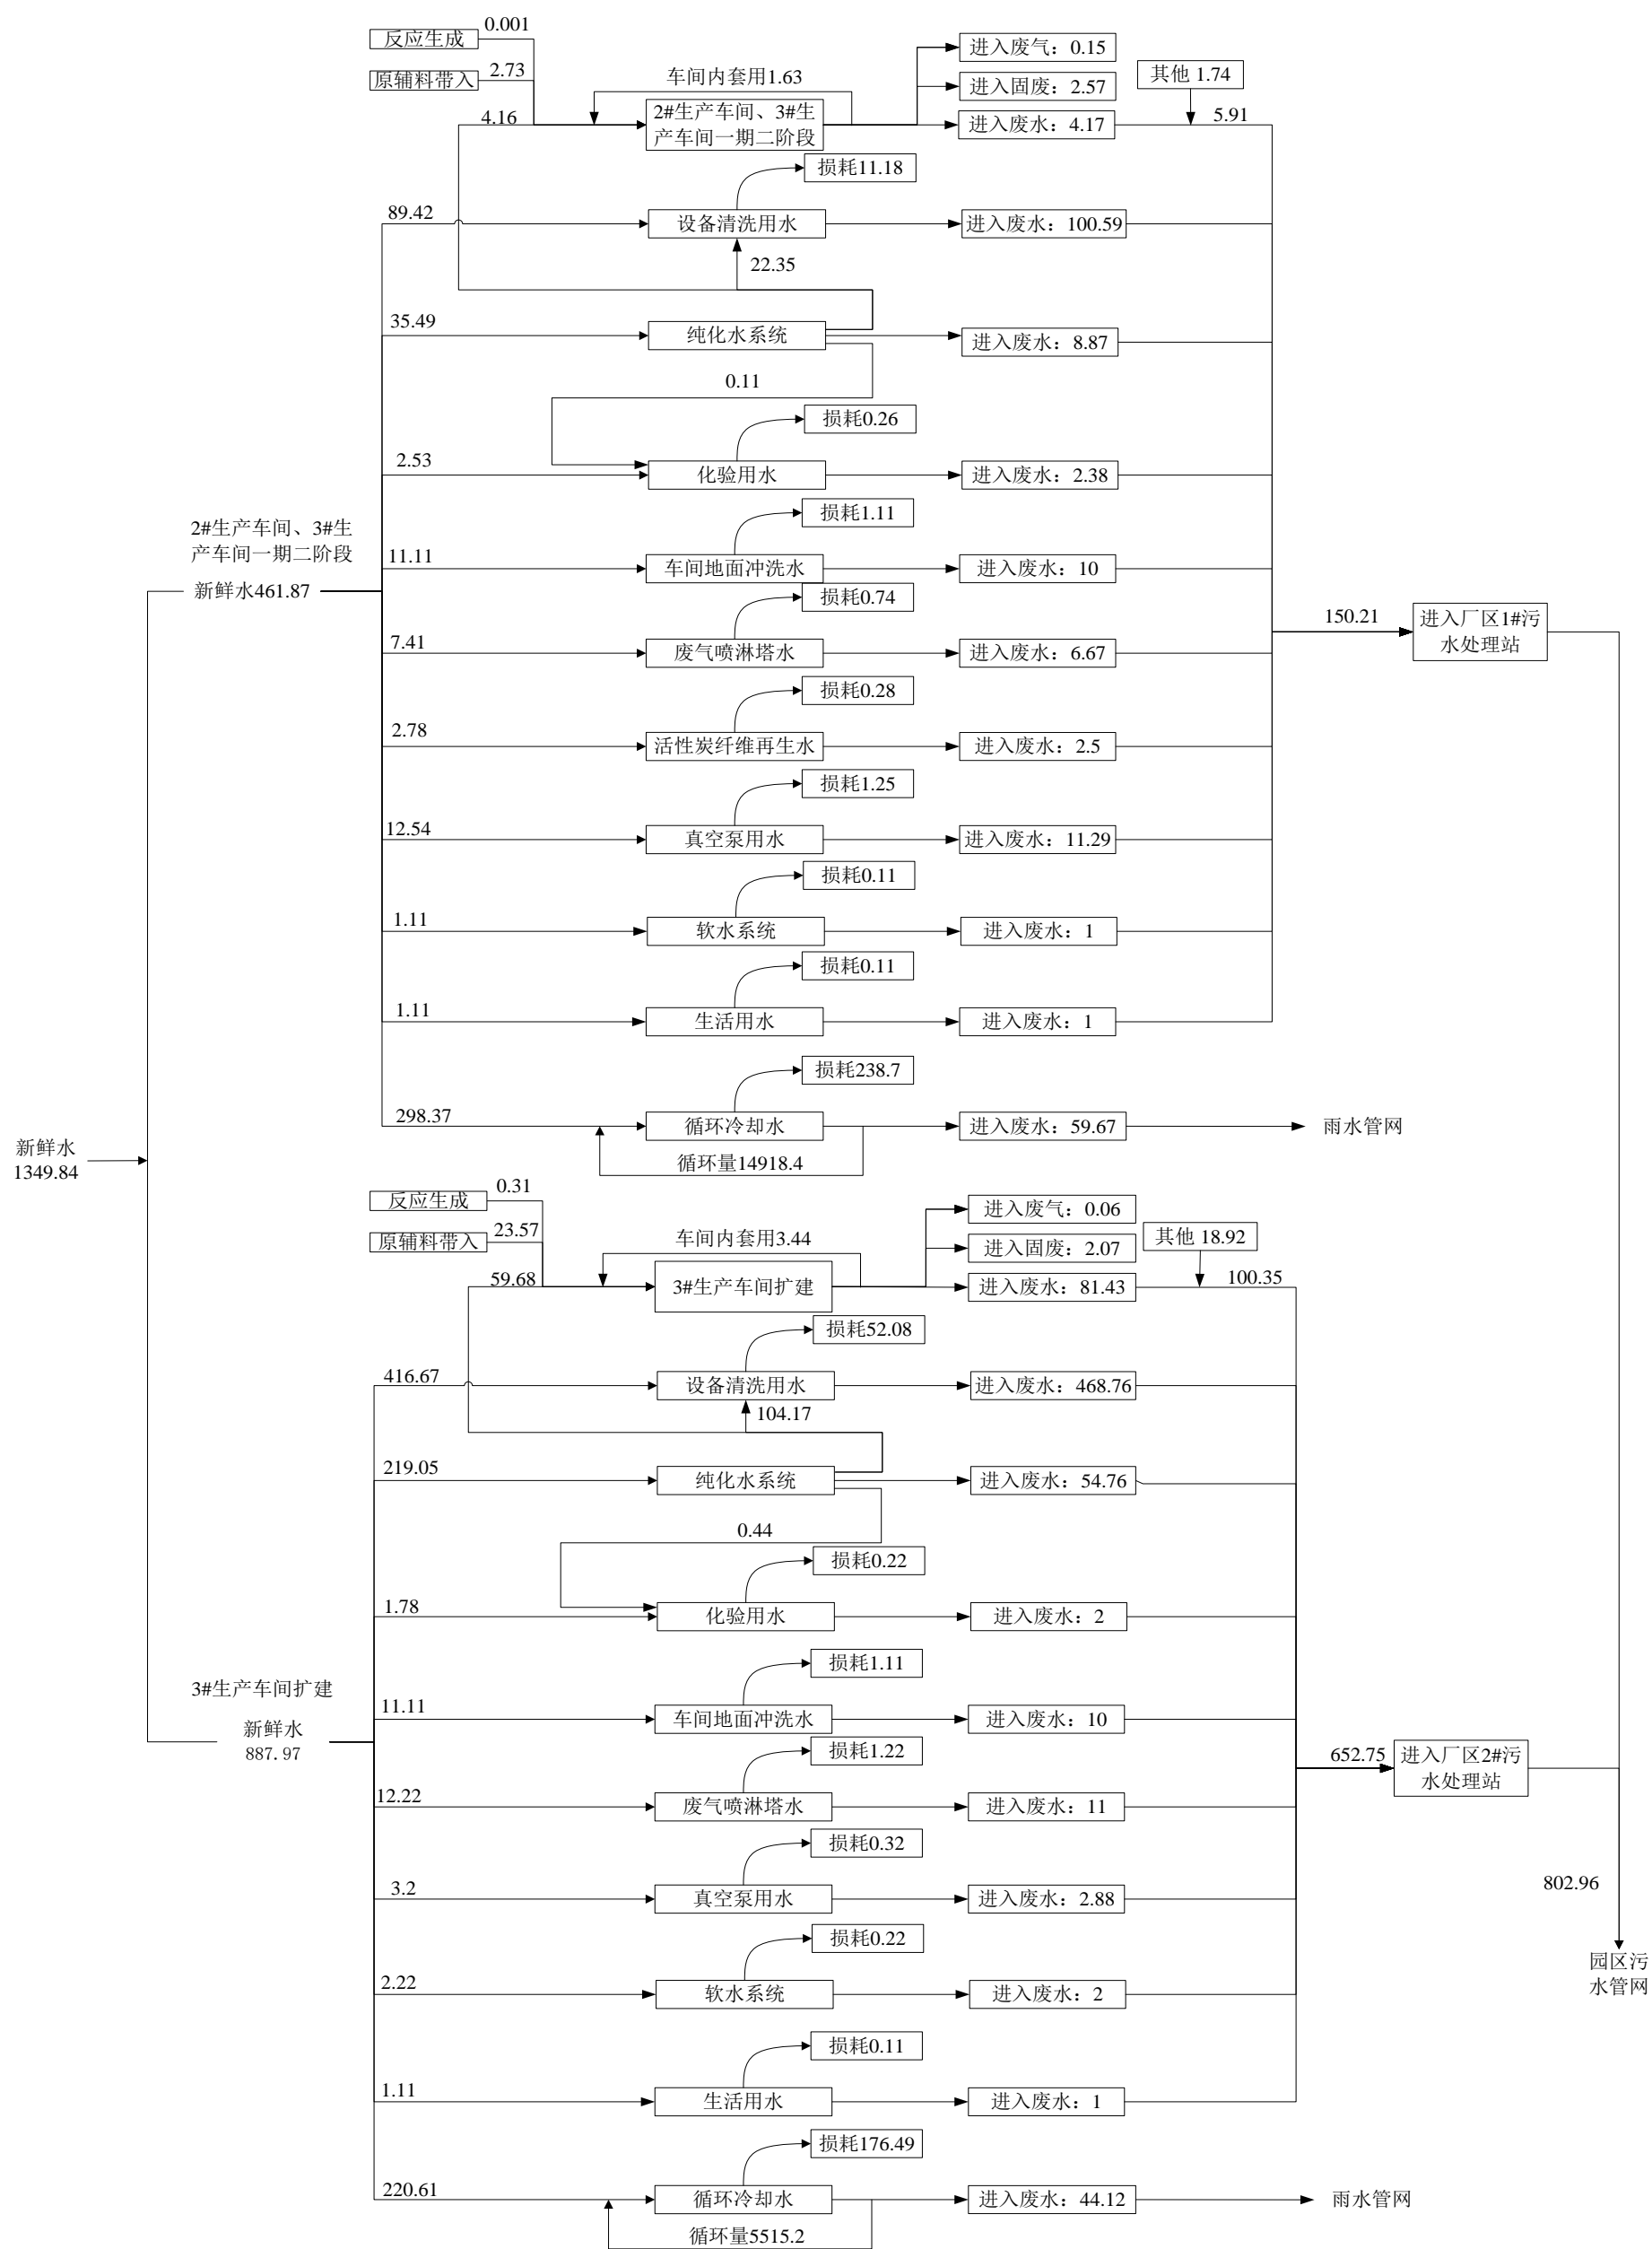 0.001
反应生成
进入废气：0.15
2.73
原辅料带入
车间内套用1.63
进入固废：2.57
其他 1.74
4.16
2#生产车间、3#生
产车间一期二阶段
进入废水：4.17
5.91
损耗11.18
89.42
设备清洗用水
进入废水：100.59
22.35
35.49
纯化水系统
进入废水：8.87
0.11
损耗0.26
2.53
化验用水
进入废水：2.38
损耗1.11
2#生产车间、3#生
产车间一期二阶段
新鲜水461.87
11.11
车间地面冲洗水
进入废水：10
损耗0.74
7.41
废气喷淋塔水
进入废水：6.67
150.21
进入厂区1#污
水处理站
损耗0.28
2.78
活性炭纤维再生水
进入废水：2.5
损耗1.25
12.54
真空泵用水
进入废水：11.29
损耗0.11
1.11
软水系统
进入废水：1
损耗0.11
1.11
生活用水
进入废水：1
损耗238.7
298.37
循环冷却水
进入废水：59.67
雨水管网
循环量14918.4
新鲜水
1349.84
0.31
反应生成
进入废气：0.06
23.57
原辅料带入
车间内套用3.44
进入固废：2.07
其他 18.92
59.68
3#生产车间扩建
进入废水：81.43
100.35
损耗52.08
416.67
设备清洗用水
进入废水：468.76
104.17
219.05
纯化水系统
进入废水：54.76
0.44
损耗0.22
1.78
化验用水
进入废水：2
损耗1.11
3#生产车间扩建
新鲜水
887.97
11.11
车间地面冲洗水
进入废水：10
损耗1.22
12.22
废气喷淋塔水
进入废水：11
652.75
进入厂区2#污
水处理站
损耗0.32
3.2
真空泵用水
进入废水：2.88
802.96
损耗0.22
2.22
软水系统
进入废水：2
园区污
水管网
损耗0.11
1.11
生活用水
进入废水：1
损耗176.49
220.61
循环冷却水
进入废水：44.12
雨水管网
循环量5515.2